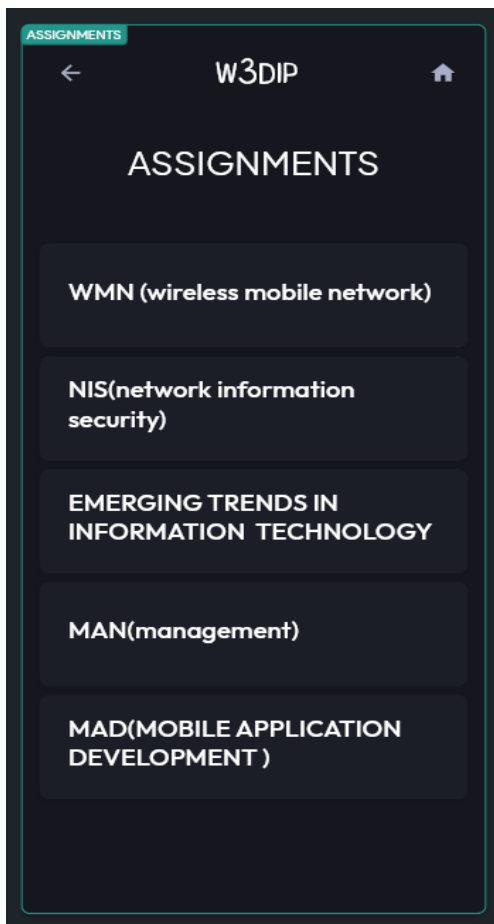 ASSIGNMENTS
W3DIP
ASSIGNMENTS
WMN (wireless mobile network)
NIS(network information
security)
EMERGING TRENDS IN
INFORMATION  TECHNOLOGY
MAN(management)
MAD(MOBILE APPLICATION
DEVELOPMENT )